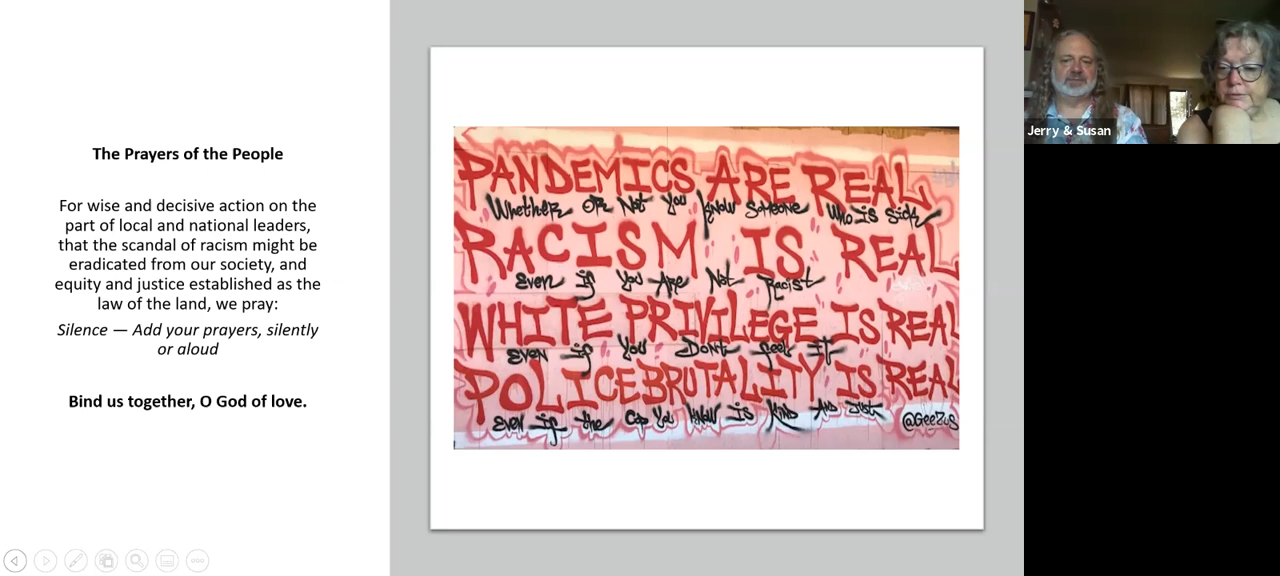 The Prayers of the People
For wise and decisive action on the
part of local and national leaders,
that the scandal of racism might be
eradicated from our society, and
equity and justice established as the
law of the land, we pray:
Silence — Add your prayers, silently
or aloud
Bind us together, O God of love.
PANDEMICS ARE REAL
Whether OR Not You know Someone Who is Sick
RACISM IS REAL
Even if You Are Not Racist
WHITE PRIVILEGE IS REAL
Even if You Dont feel It
POLICE BRUTALITY IS REAL
Even if the Cop You know is Kind And Just
@GeeZuS
Jerry & Susan